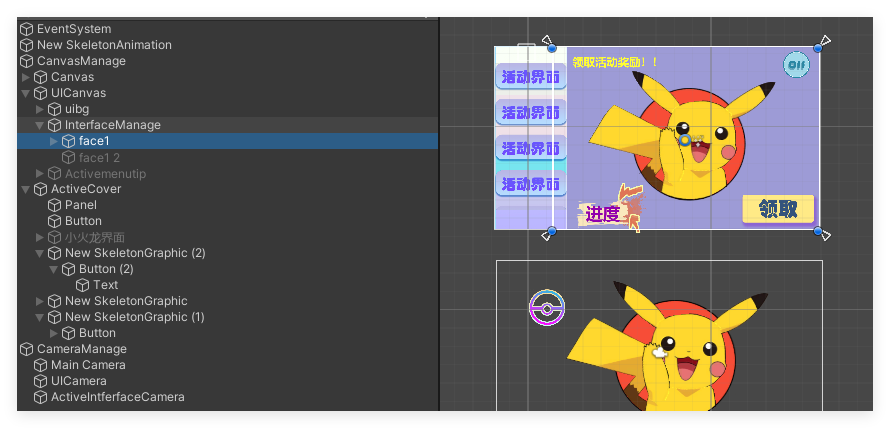 EventSystem
New SkeletonAnimation
CanvasManage
Canvas
UICanvas
uibg
InterfaceManage
face1
face1 2
Activemenutip
ActiveCover
Panel
Button
小火龙界面
New SkeletonGraphic (2)
Button (2)
Text
New SkeletonGraphic
New SkeletonGraphic (1)
Button
CameraManage
Main Camera
UICamera
ActiveIntferfaceCamera
领取活动奖励！！
Off
活动界面
活动界面
活动界面
活动界面
进度
领取